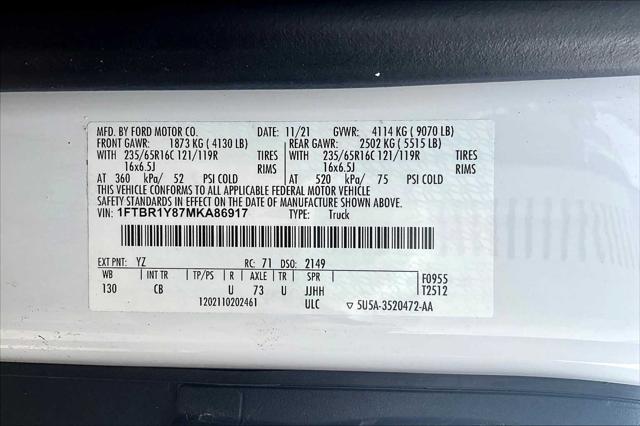 MFD. BY FORD MOTOR CO. DATE: 11/21 GVWR: 4114 KG ( 9070 LB)
FRONT GAWR: 1873 KG ( 4130 LB) REAR GAWR: 2502 KG ( 5515 LB)
WITH 235/65R16C 121/119R TIRES WITH 235/65R16C 121/119R TIRES
16x6.5J RIMS 16x6.5J RIMS
AT 360 kPa/ 52 PSI COLD AT 520 kPa/ 75 PSI COLD
THIS VEHICLE CONFORMS TO ALL APPLICABLE FEDERAL MOTOR VEHICLE
SAFETY STANDARDS IN EFFECT ON THE DATE OF MANUFACTURE SHOWN ABOVE.
VIN: 1FTBR1Y87MKA86917 TYPE: Truck
EXT PNT: YZ RC: 71 DSO: 2149
WB INT TR TP/PS R AXLE TR SPR F0955
130 CB U 73 U JJHH T2512
1202110202461 ULC ▽ 5U5A-3520472-AA